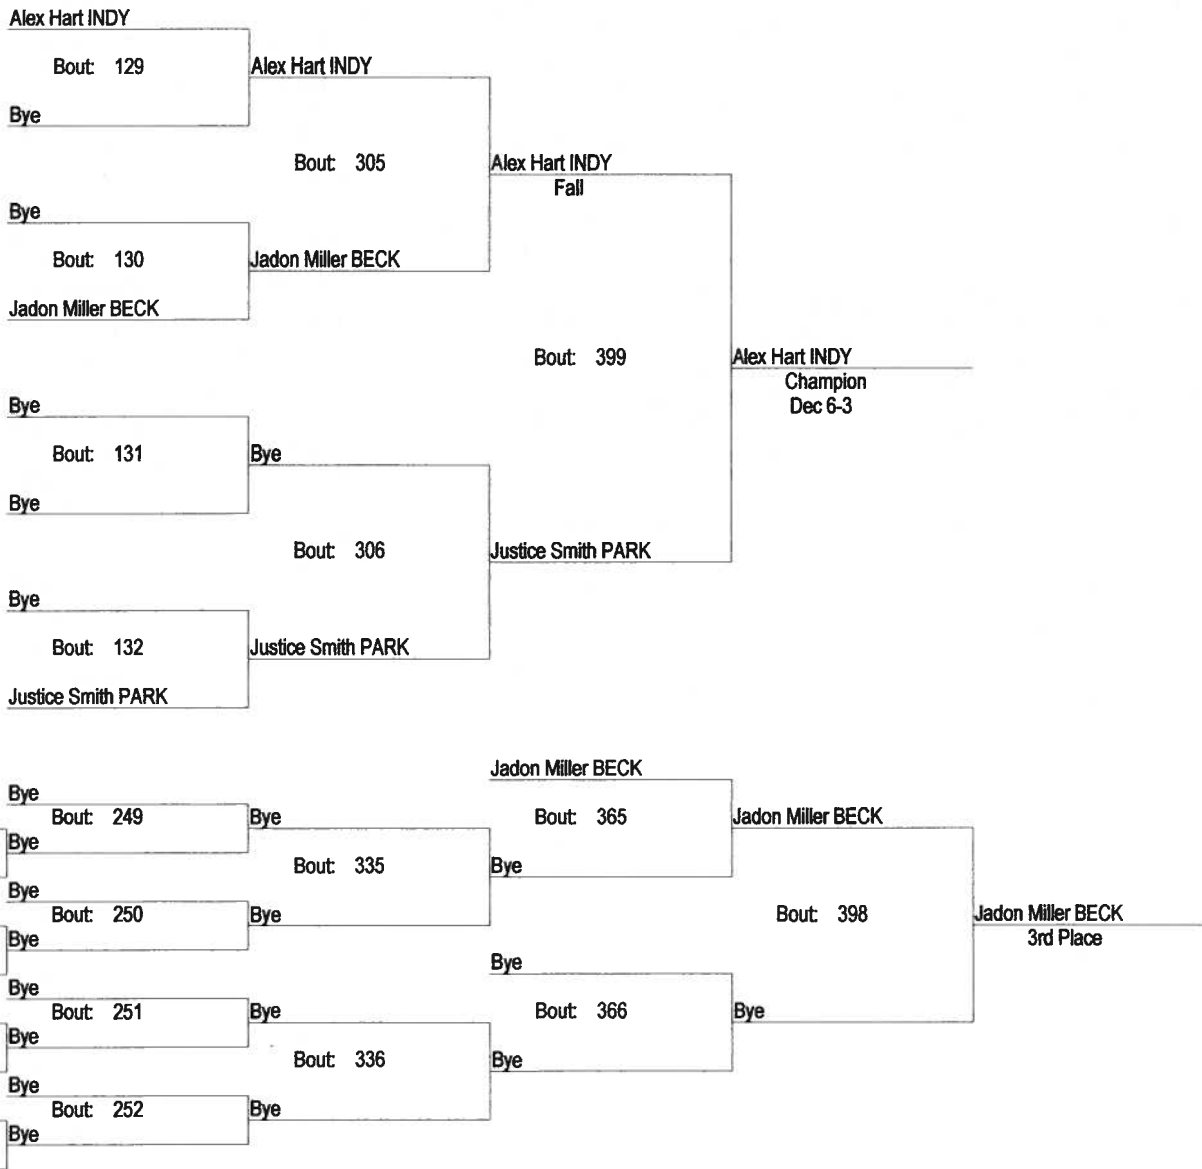 Alex Hart INDY
Bout: 129
Alex Hart INDY
Bye
Bout: 305
Alex Hart INDY
Fall
Bye
Bout: 130
Jadon Miller BECK
Jadon Miller BECK
Bout: 399
Alex Hart INDY
Champion
Dec 6-3
Bye
Bout: 131
Bye
Bye
Bout: 306
Justice Smith PARK
Bye
Bout: 132
Justice Smith PARK
Justice Smith PARK
Jadon Miller BECK
Bye
Bout: 249
Bye
Bout: 365
Jadon Miller BECK
Bye
Bout: 335
Bye
Bye
Bout: 250
Bye
Bout: 398
Jadon Miller BECK
3rd Place
Bye
Bye
Bye
Bout: 251
Bye
Bout: 366
Bye
Bye
Bout: 336
Bye
Bye
Bout: 252
Bye
Bye